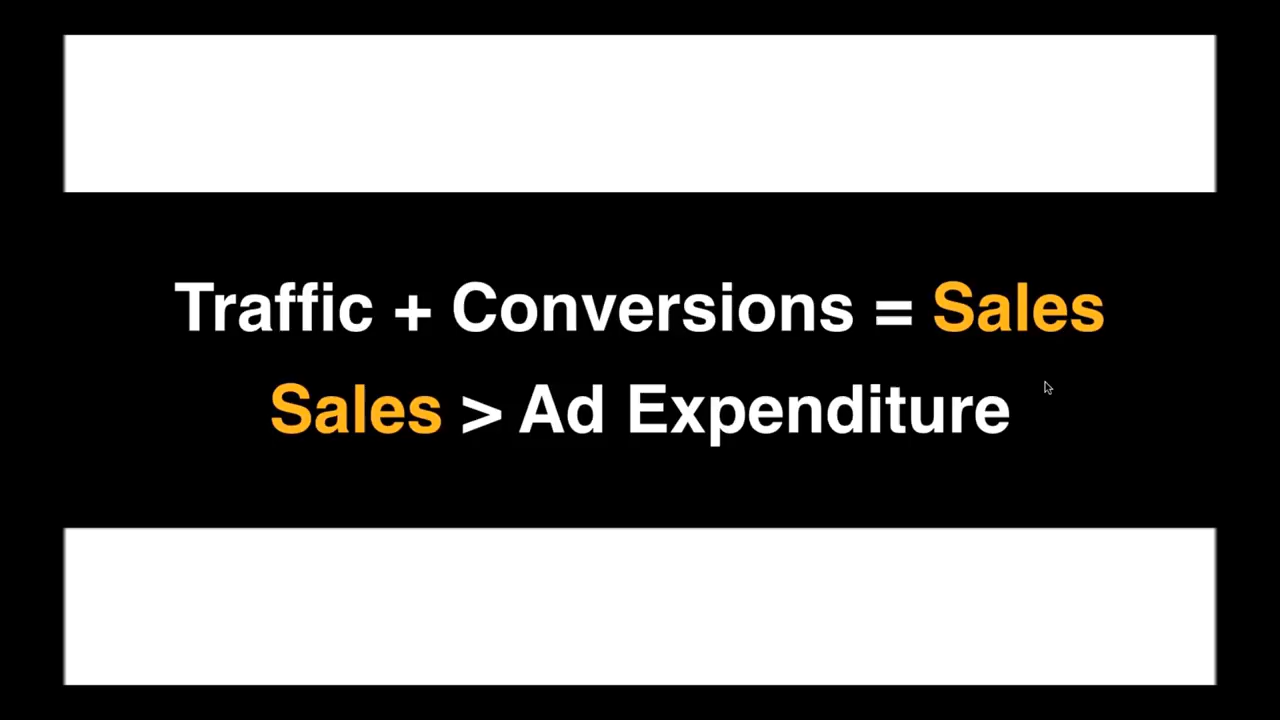 Traffic + Conversions = Sales
Sales > Ad Expenditure